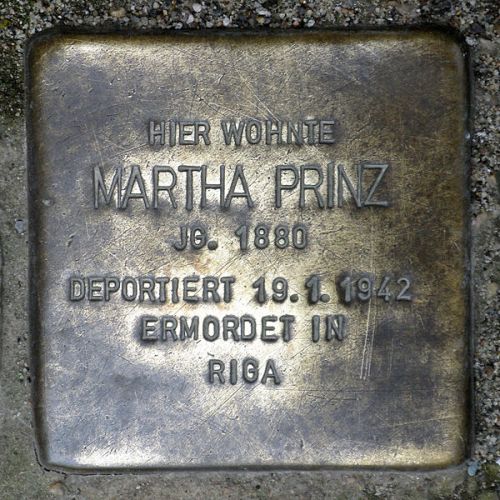 HIER WOHNTE
MARTHA PRINZ
JG. 1880
DEPORTIERT 19.1.1942
ERMORDET IN
RIGA